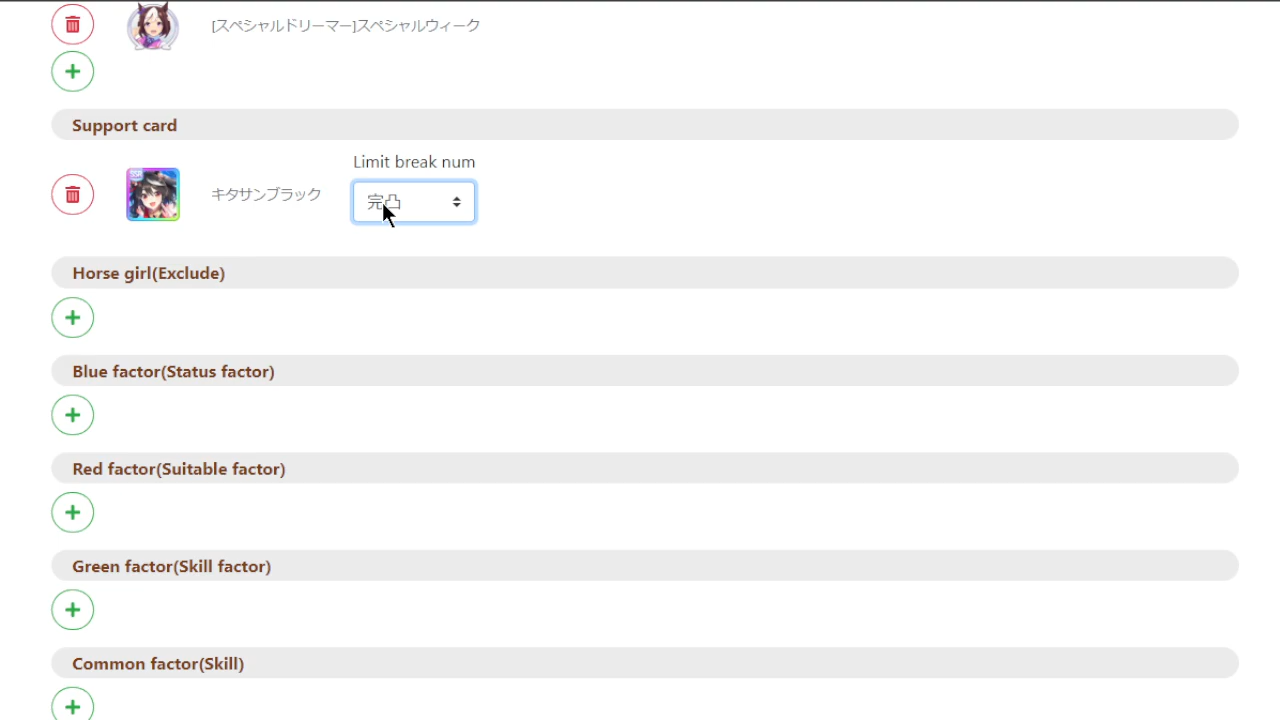 [スペシャルドリーマー]スペシャルウィーク
Support card
Limit break num
SSR
キタサンブラック
完凸
Horse girl(Exclude)
Blue factor(Status factor)
Red factor(Suitable factor)
Green factor(Skill factor)
Common factor(Skill)